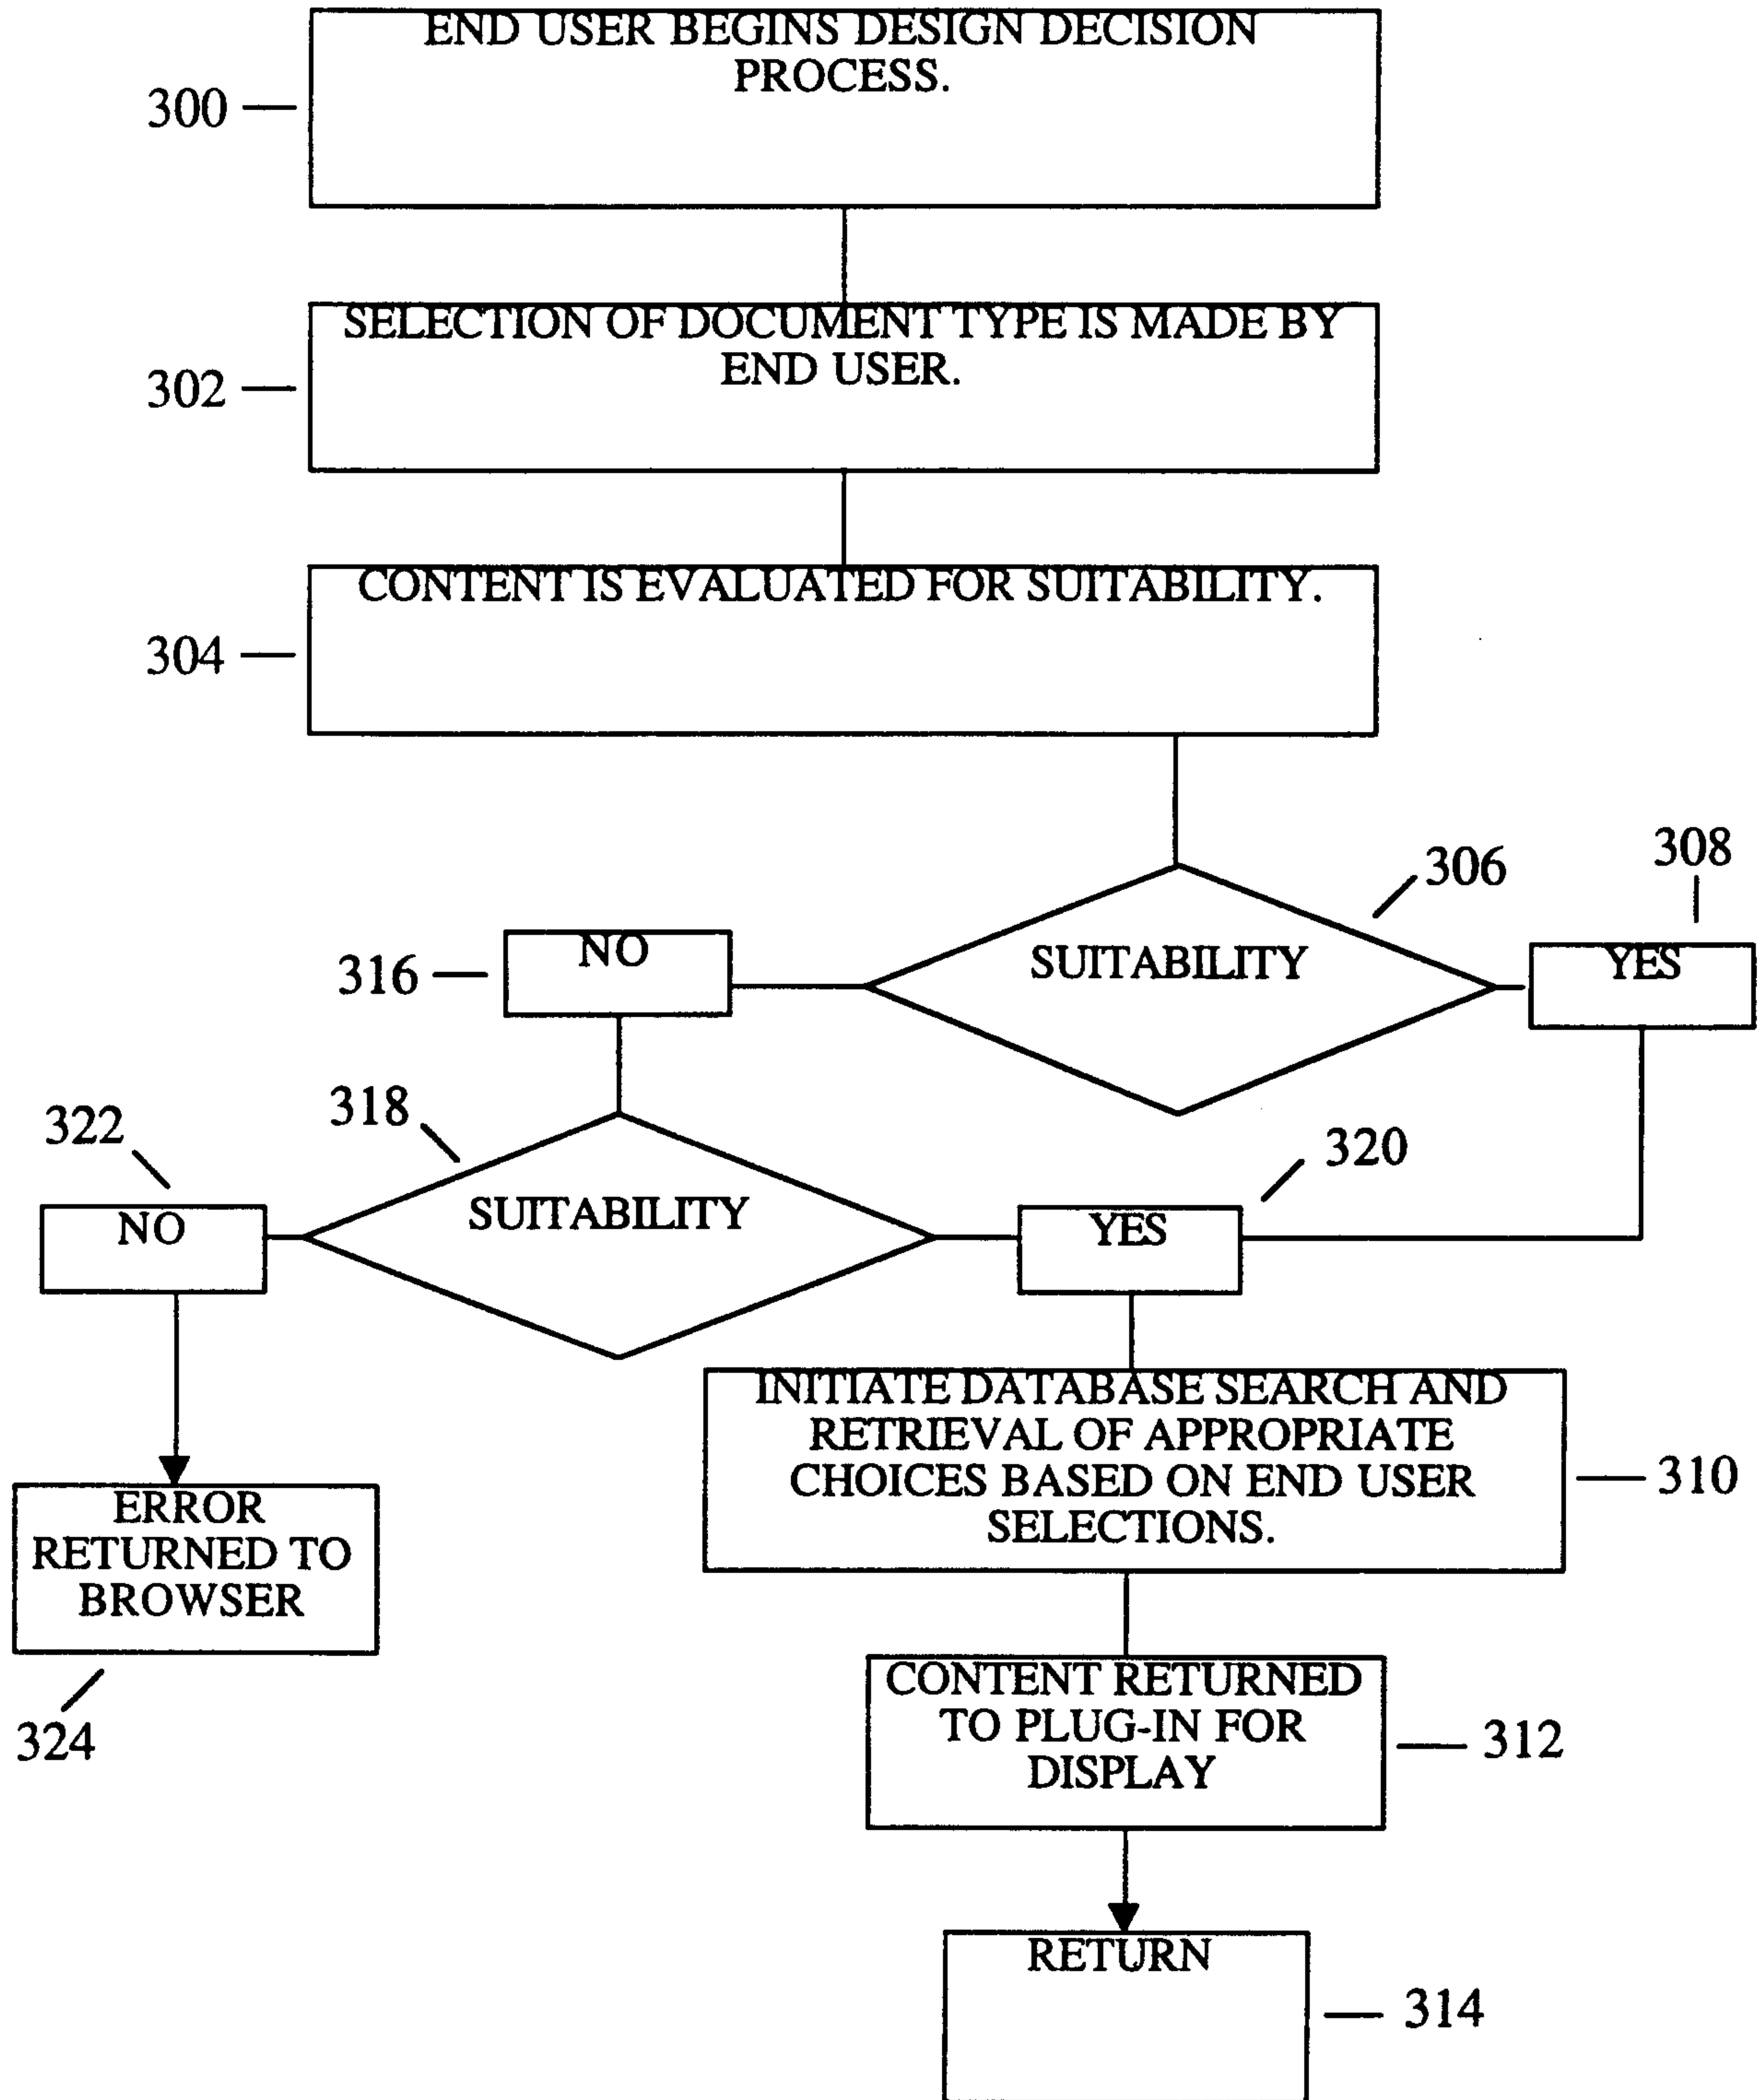 END USER BEGINS DESIGN DECISION
PROCESS.
300
SELECTION OF DOCUMENT TYPE IS MADE BY
END USER.
302
CONTENT IS EVALUATED FOR SUITABILITY.
304
306
308
SUITABILITY
YES
NO
316
318
322
320
SUITABILITY
NO
YES
INITIATE DATABASE SEARCH AND
RETRIEVAL OF APPROPRIATE
CHOICES BASED ON END USER
SELECTIONS.
310
ERROR
RETURNED TO
BROWSER
324
CONTENT RETURNED
TO PLUG-IN FOR
DISPLAY
312
RETURN
314